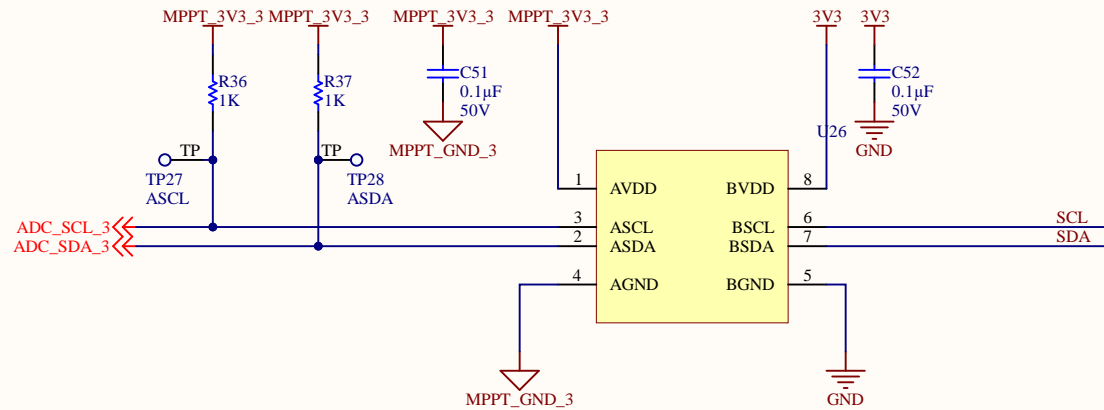 MPPT_3V3_3
MPPT_3V3_3
MPPT_3V3_3
MPPT_3V3_3
3V3
3V3
R36
1K
R37
1K
C51
0.1µF
50V
C52
0.1µF
50V
MPPT_GND_3
U26
GND
TP
TP27
ASCL
TP
TP28
ASDA
1
AVDD
BVDD
8
ADC_SCL_3
3
ASCL
BSCL
6
SCL
ADC_SDA_3
2
ASDA
BSDA
7
SDA
4
AGND
BGND
5
MPPT_GND_3
GND